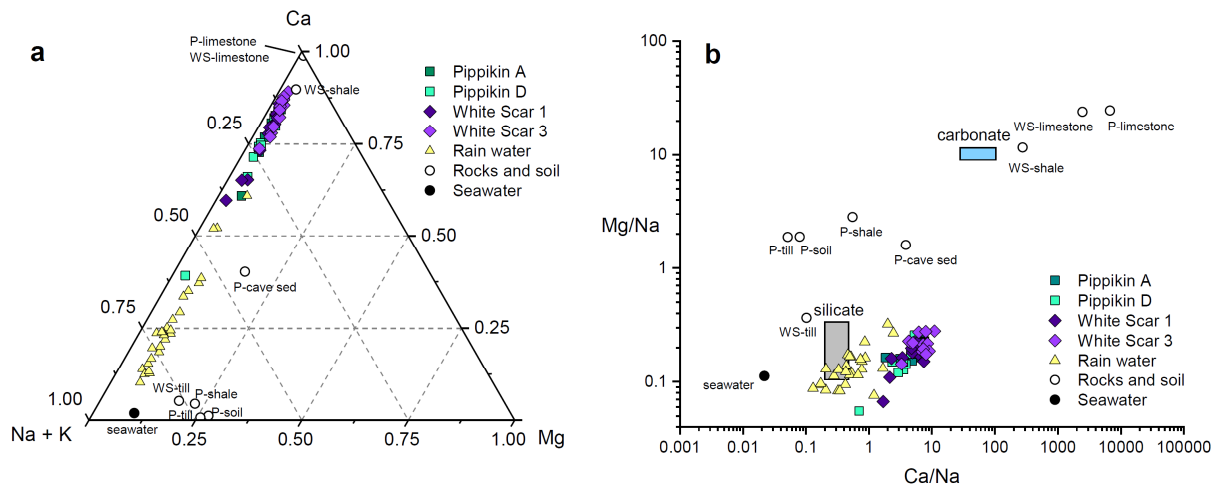 a
Ca
P-limestone
WS-limestone
1.00
WS-shale
0.25
0.75
0.50
0.50
P-cave sed
0.75
0.25
WS-till
P-shale
P-till
P-soil
1.00
seawater
Na + K
0.25
0.50
0.75
1.00
Mg
Pippikin A
Pippikin D
White Scar 1
White Scar 3
Rain water
Rocks and soil
Seawater
b
100
10
1
0.1
Mg/Na
carbonate
WS-limestone
P-limestone
WS-shale
P-shale
P-till
P-soil
P-cave sed
silicate
WS-till
seawater
Pippikin A
Pippikin D
White Scar 1
White Scar 3
Rain water
Rocks and soil
Seawater
0.001
0.01
0.1
1
10
100
1000
10000
100000
Ca/Na